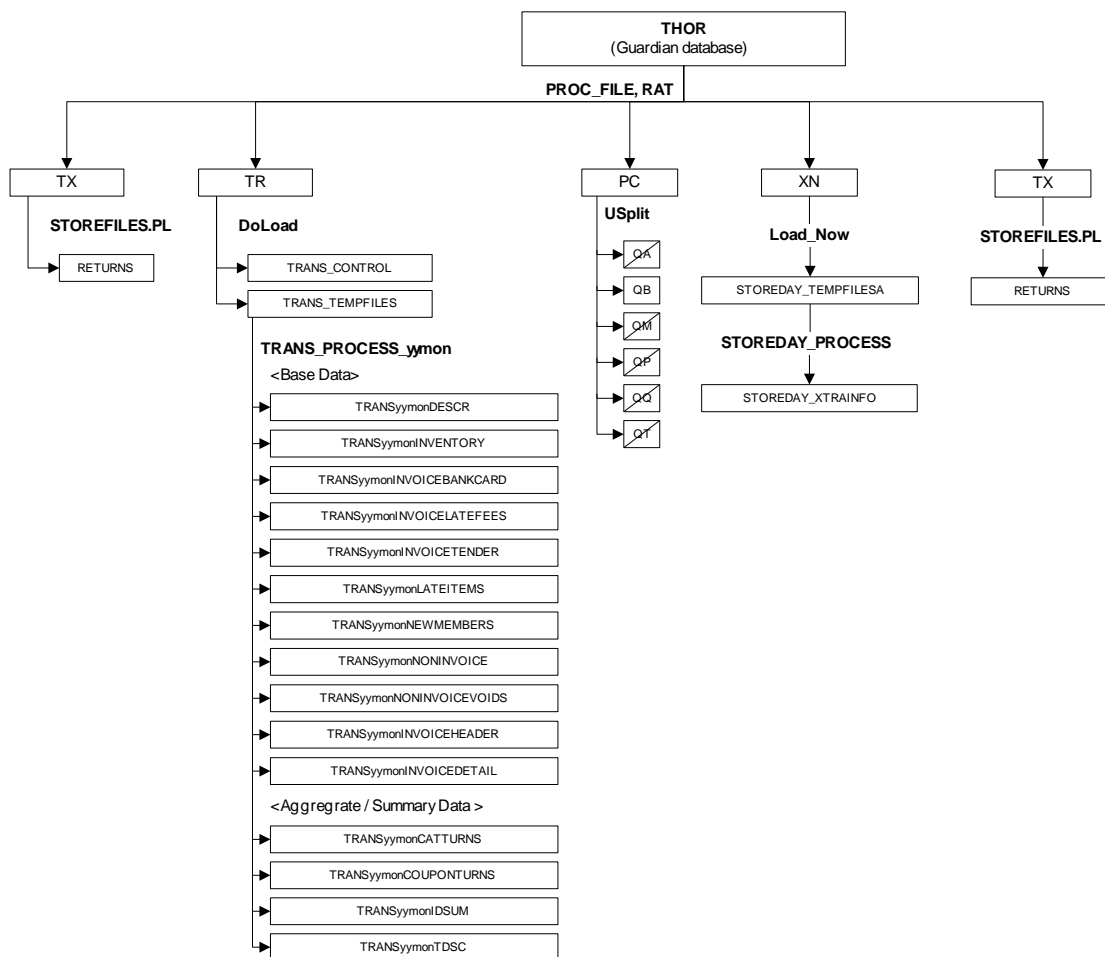 THOR
(Guardian database)
PROC_FILE, RAT
TX
TR
PC
XN
TX
STOREFILES.PL
RETURNS
DoLoad
TRANS_CONTROL
TRANS_TEMPFILES
TRANS_PROCESS_yymon
<Base Data>
TRANSyymonDESCR
TRANSyymonINVENTORY
TRANSyymonINVOICEBANKCARD
TRANSyymonINVOICELATEFEES
TRANSyymonINVOICETENDER
TRANSyymonLATEITEMS
TRANSyymonNEWMEMBERS
TRANSyymonNONINVOICE
TRANSyymonNONINVOICEVOIDS
TRANSyymonINVOICEHEADER
TRANSyymonINVOICEDETAIL
<Aggregrate / Summary Data >
TRANSyymonCATTURNS
TRANSyymonCOUPONTURNS
TRANSyymonIDSUM
TRANSyymonTDSC
USplit
QA
QB
QM
QP
QQ
QT
Load_Now
STOREDAY_TEMPFILESA
STOREDAY_PROCESS
STOREDAY_XTRAINFO
STOREFILES.PL
RETURNS